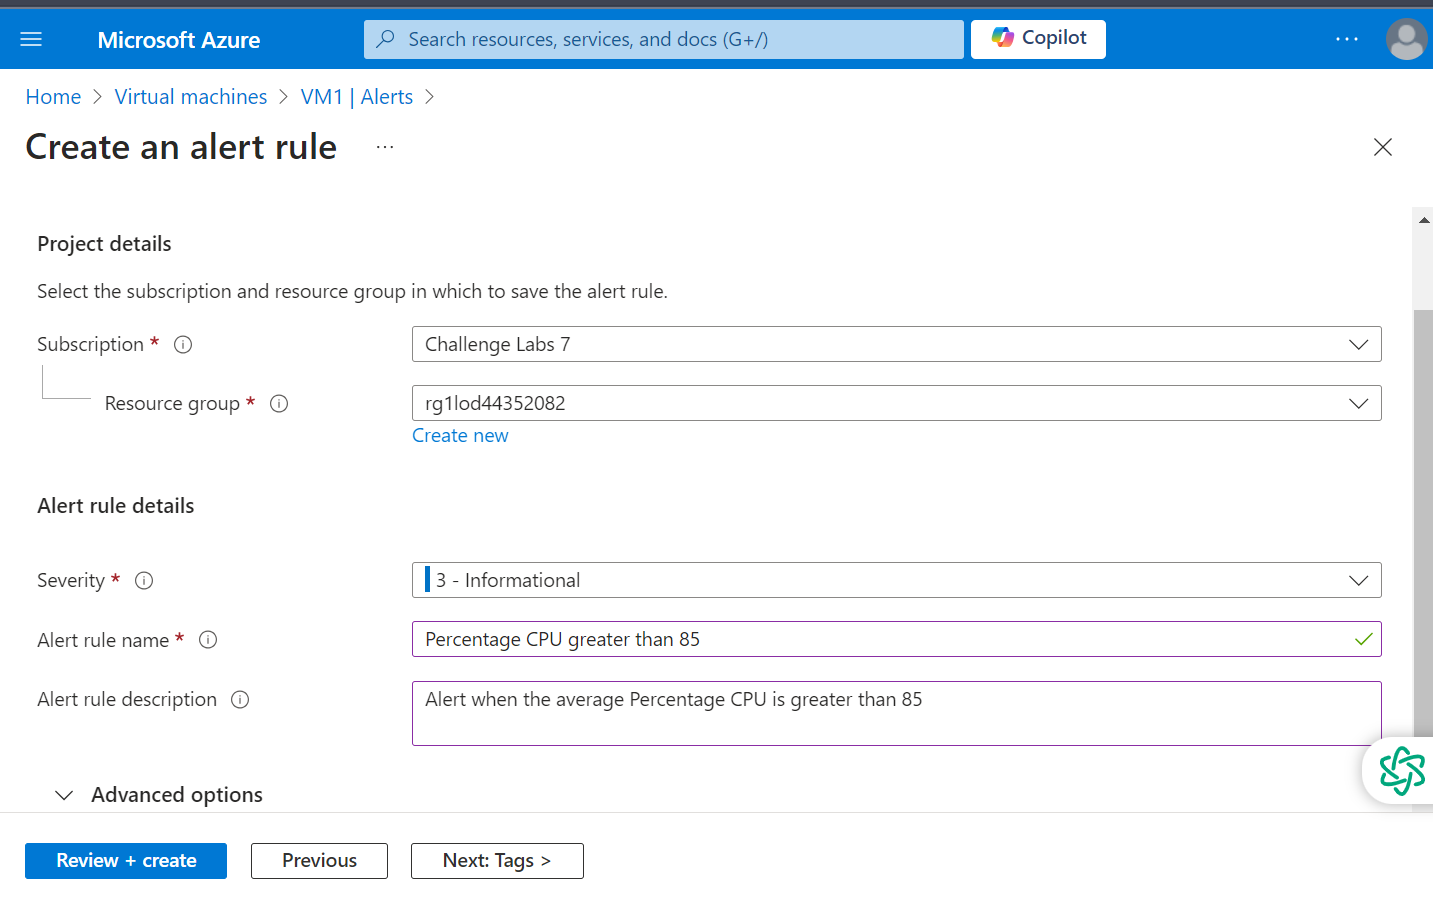 Microsoft Azure
Search resources, services, and docs (G+/)
Copilot
Home > Virtual machines > VM1 | Alerts >
Create an alert rule
Project details
Select the subscription and resource group in which to save the alert rule.
Subscription *
Challenge Labs 7
Resource group *
rg1lod44352082
Create new
Alert rule details
Severity *
3 - Informational
Alert rule name *
Percentage CPU greater than 85
Alert rule description
Alert when the average Percentage CPU is greater than 85
Advanced options
Review + create
Previous
Next: Tags >